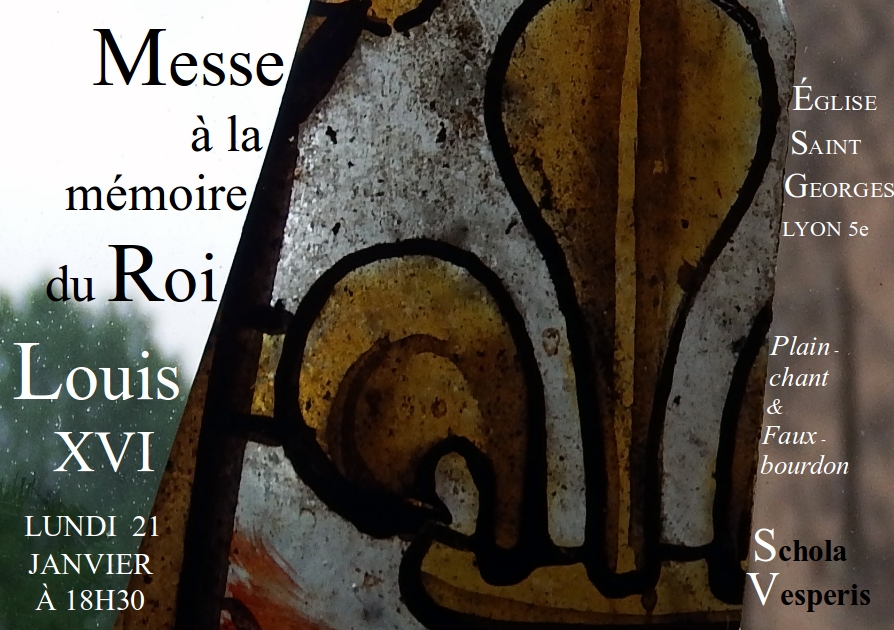 Messe
à la
mémoire
du Roi
Louis
XVI
LUNDI 21
JANVIER
À 18H30
ÉGLISE
SAINT
GEORGES
LYON 5e
Plain-
chant
&
Faux-
bourdon
Schola
Vesperis